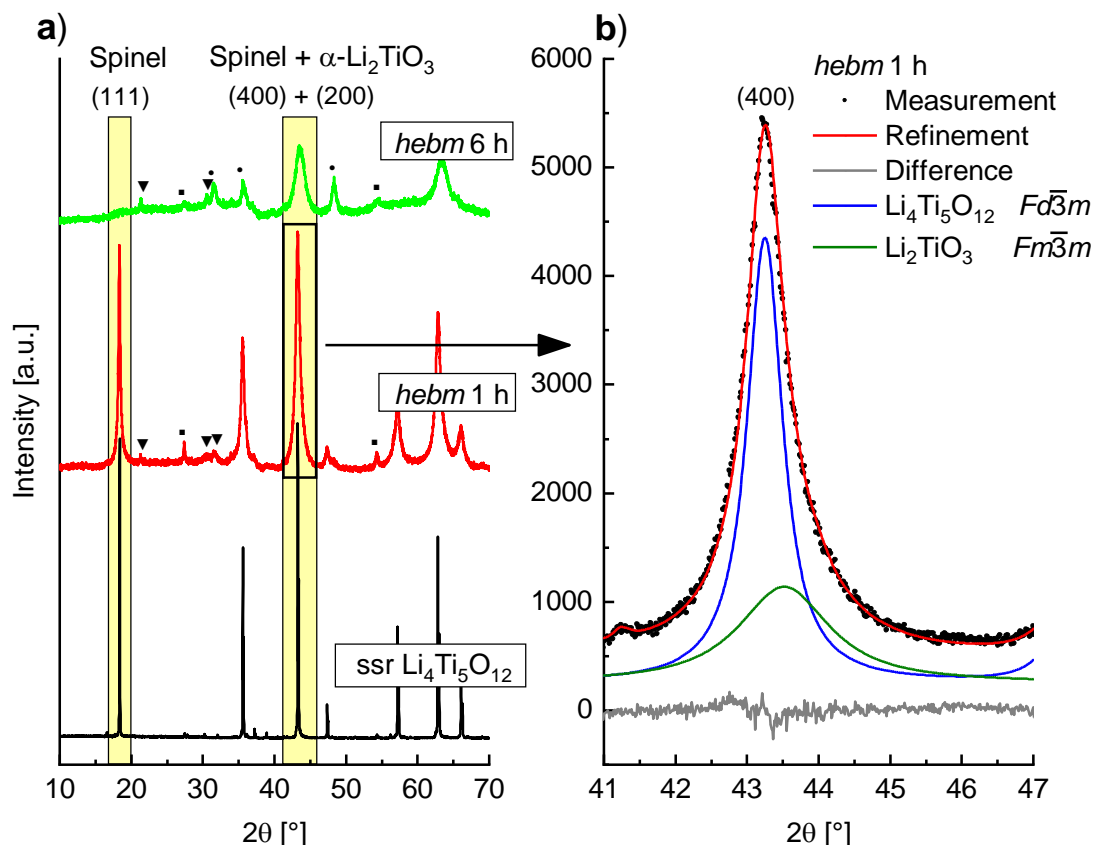 a)
Spinel
(111)
Spinel + α-Li₂TiO₃
(400) + (200)
hebm 6 h
hebm 1 h
ssr Li₄Ti₅O₁₂
Intensity [a.u.]
10 20 30 40 50 60 70
2θ [°]
b)
hebm 1 h
Measurement
Refinement
Difference
Li₄Ti₅O₁₂ Fd3̅m
Li₂TiO₃ Fm3̅m
(400)
6000
5000
4000
3000
2000
1000
0
41 42 43 44 45 46 47
2θ [°]